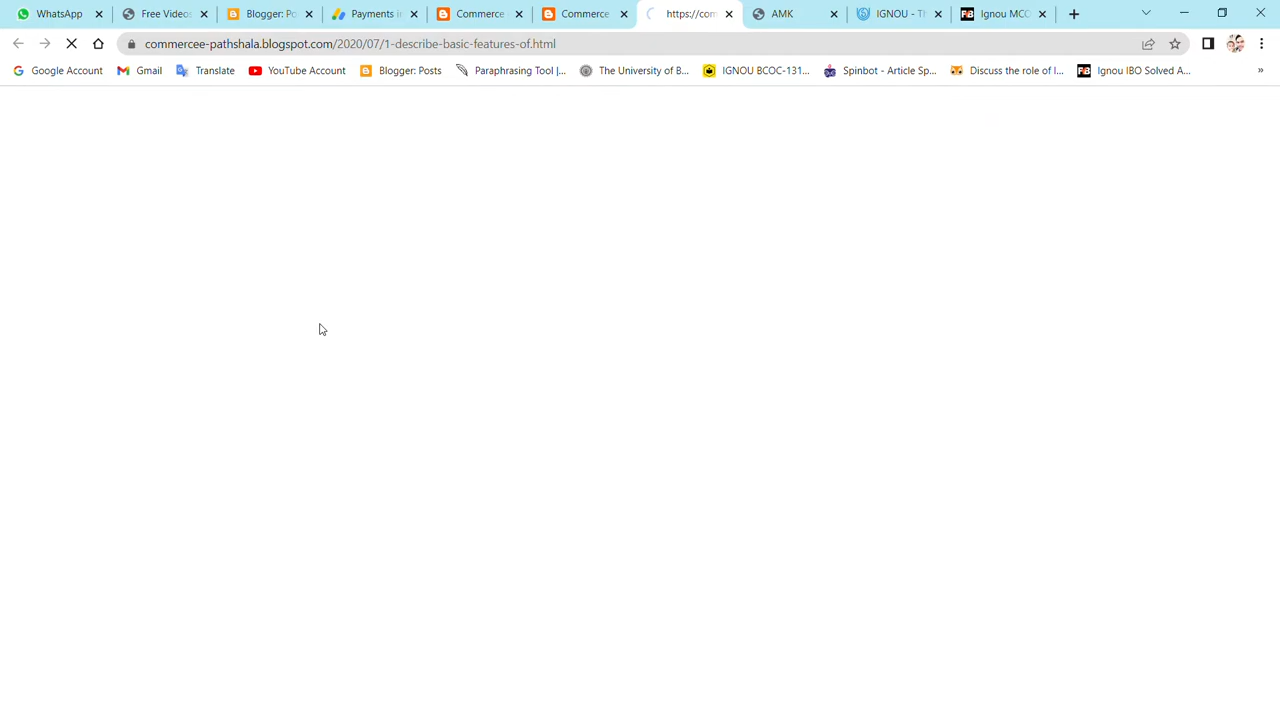 WhatsApp Free Videos Blogger: Po Payments in Commerce Commerce https://com AMK IGNOU - Th Ignou MCO
commercee-pathshala.blogspot.com/2020/07/1-describe-basic-features-of.html
Google Account Gmail Translate YouTube Account Blogger: Posts Paraphrasing Tool |... The University of B... IGNOU BCOC-131... Spinbot - Article Sp... Discuss the role of I... Ignou IBO Solved A... »